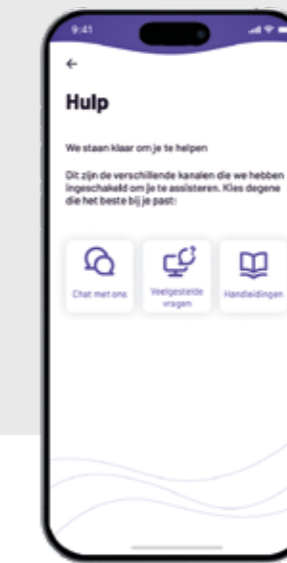 9:41
Hulp
We staan klaar om je te helpen
Dit zijn de verschillende kanalen die we hebben
ingeschakeld om je te assisteren. Kies degene
die het beste bij je past:
Chat met ons
Veelgestelde
vragen
Handleidingen